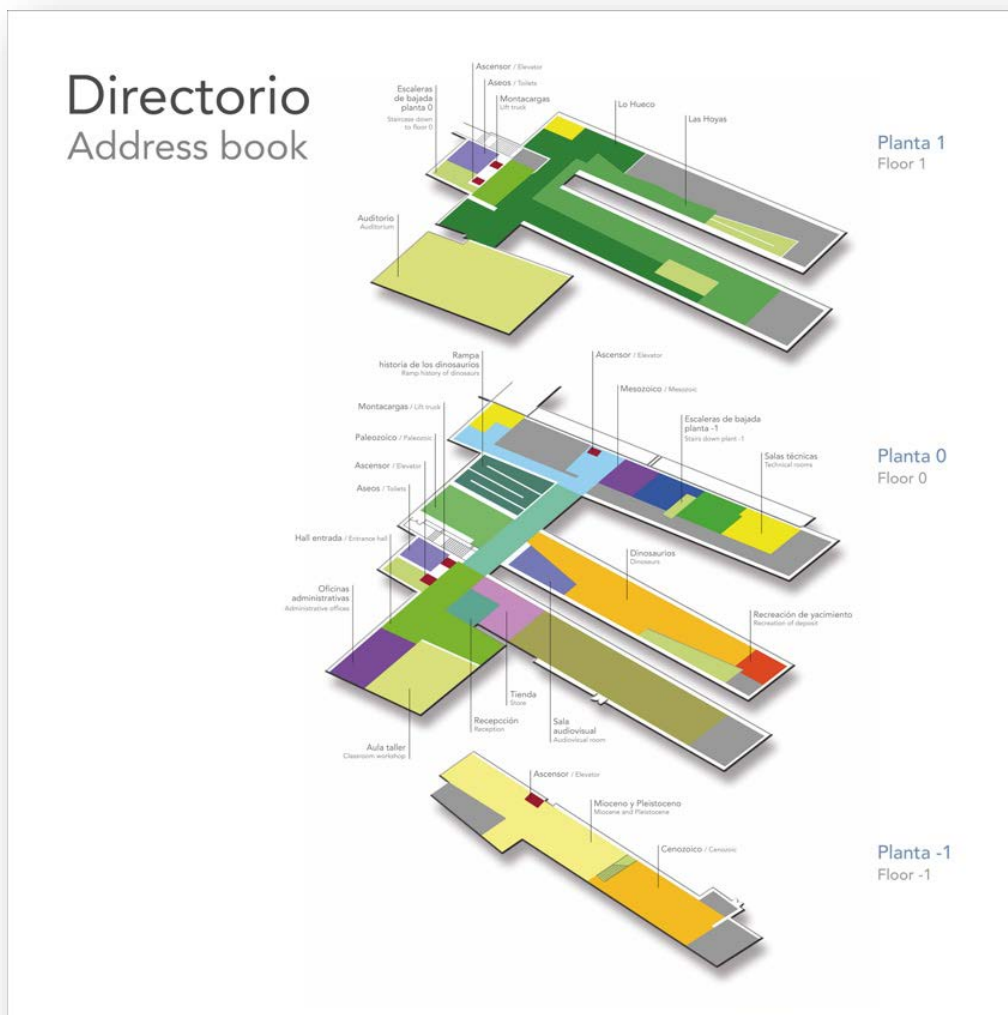 Directorio
Address book
Ascensor / Elevator
Aseos / Toilets
Montacargas
Lift truck
Escaleras
de bajada
planta 0
Staircase down
to floor 0
Lo Hueco
Las Hoyas
Planta 1
Floor 1
Auditorio
Auditorium
Rampa
historia de los dinosaurios
Ramp history of dinosaurs
Ascensor / Elevator
Montacargas / Lift truck
Mesozoico / Mesozoic
Paleozoico / Paleozoic
Escaleras de bajada
planta -1
Stairs down plant -1
Salas técnicas
Technical rooms
Planta 0
Floor 0
Ascensor / Elevator
Aseos / Toilets
Hall entrada / Entrance hall
Dinosaurios
Dinosaurs
Oficinas
administrativas
Administrative offices
Recreación de yacimiento
Recreation of deposit
Tienda
Store
Recepcción
Reception
Sala
audiovisual
Audiovisual room
Aula taller
Classroom workshop
Ascensor / Elevator
Mioceno y Pleistoceno
Miocene and Pleistocene
Cenozoico / Cenozoic
Planta -1
Floor -1